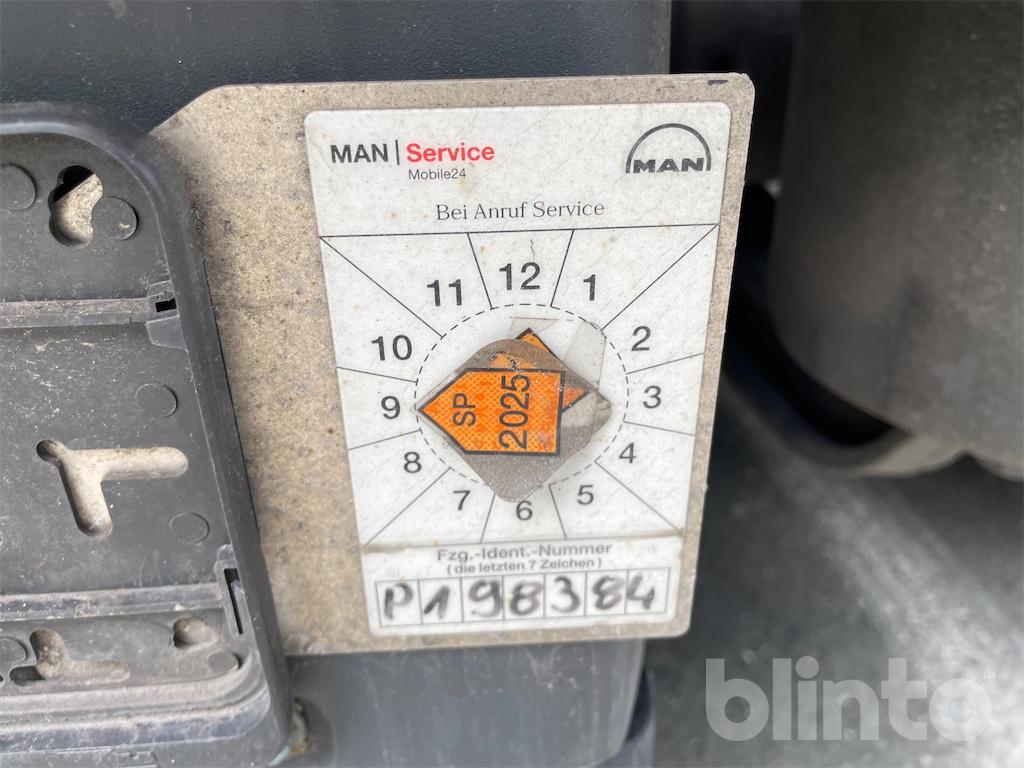 MAN | Service
Mobile24
MAN
Bei Anruf Service
12
11
1
10
2
9
3
8
4
7
5
6
SP
2025
Fzg.-Ident.-Nummer
(die letzten 7 Zeichen)
P198384
blinto